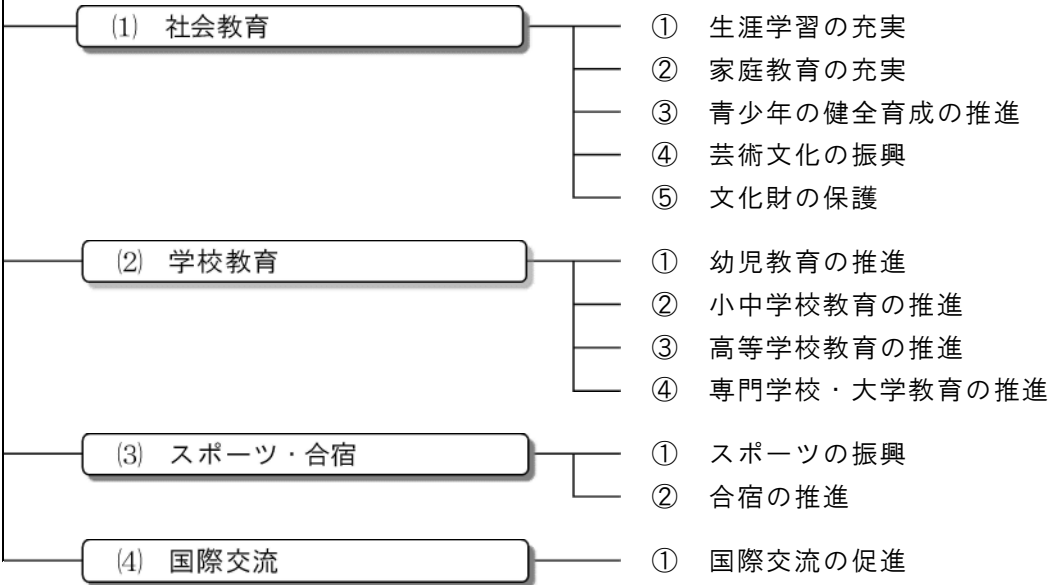 ⑴ 社会教育
① 生涯学習の充実
② 家庭教育の充実
③ 青少年の健全育成の推進
④ 芸術文化の振興
⑤ 文化財の保護
⑵ 学校教育
① 幼児教育の推進
② 小中学校教育の推進
③ 高等学校教育の推進
④ 専門学校・大学教育の推進
⑶ スポーツ・合宿
① スポーツの振興
② 合宿の推進
⑷ 国際交流
① 国際交流の促進